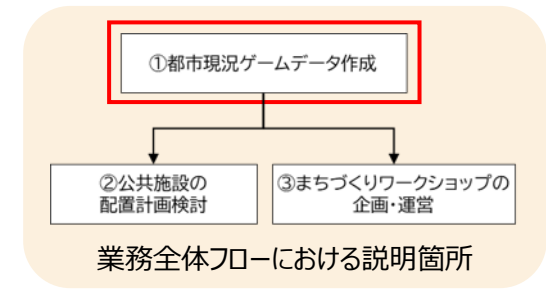 ①都市現況ゲームデータ作成
②公共施設の
配置計画検討
③まちづくりワークショップの
企画・運営
業務全体フローにおける説明箇所